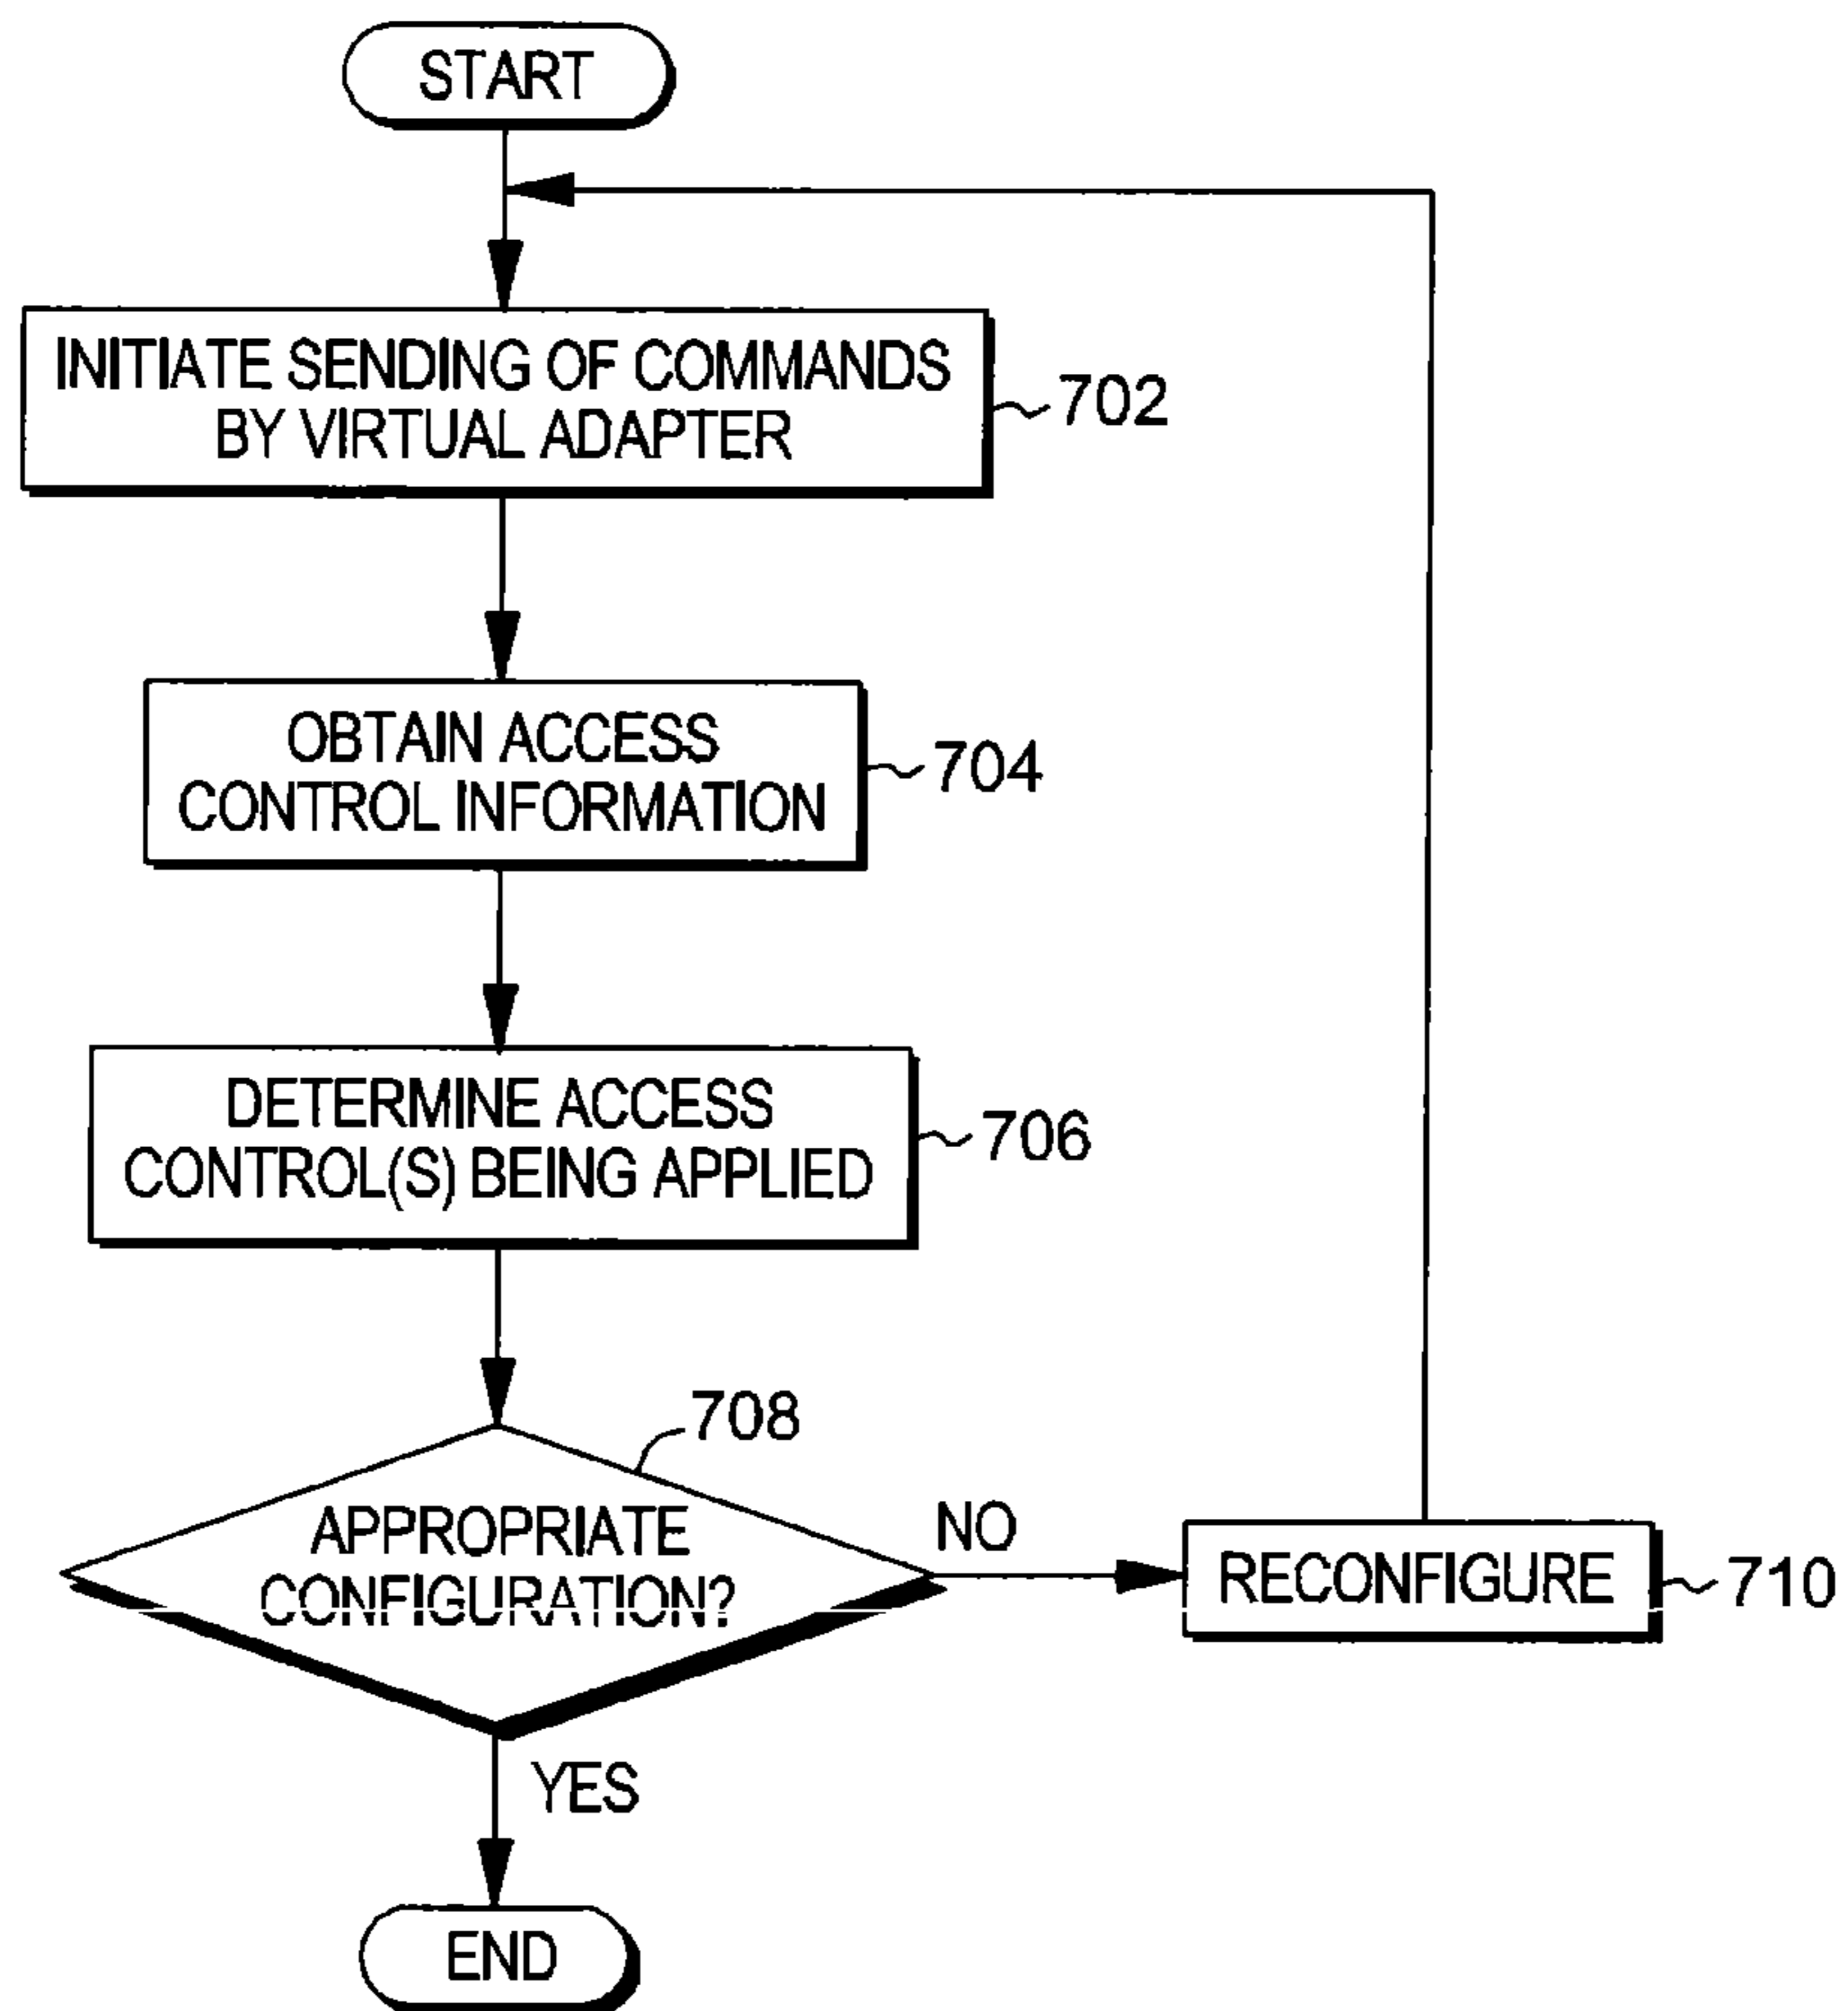 START
INITIATE SENDING OF COMMANDS
BY VIRTUAL ADAPTER
702
OBTAIN ACCESS
CONTROL INFORMATION
704
DETERMINE ACCESS
CONTROL(S) BEING APPLIED
706
708
APPROPRIATE
CONFIGURATION?
NO
RECONFIGURE
710
YES
END